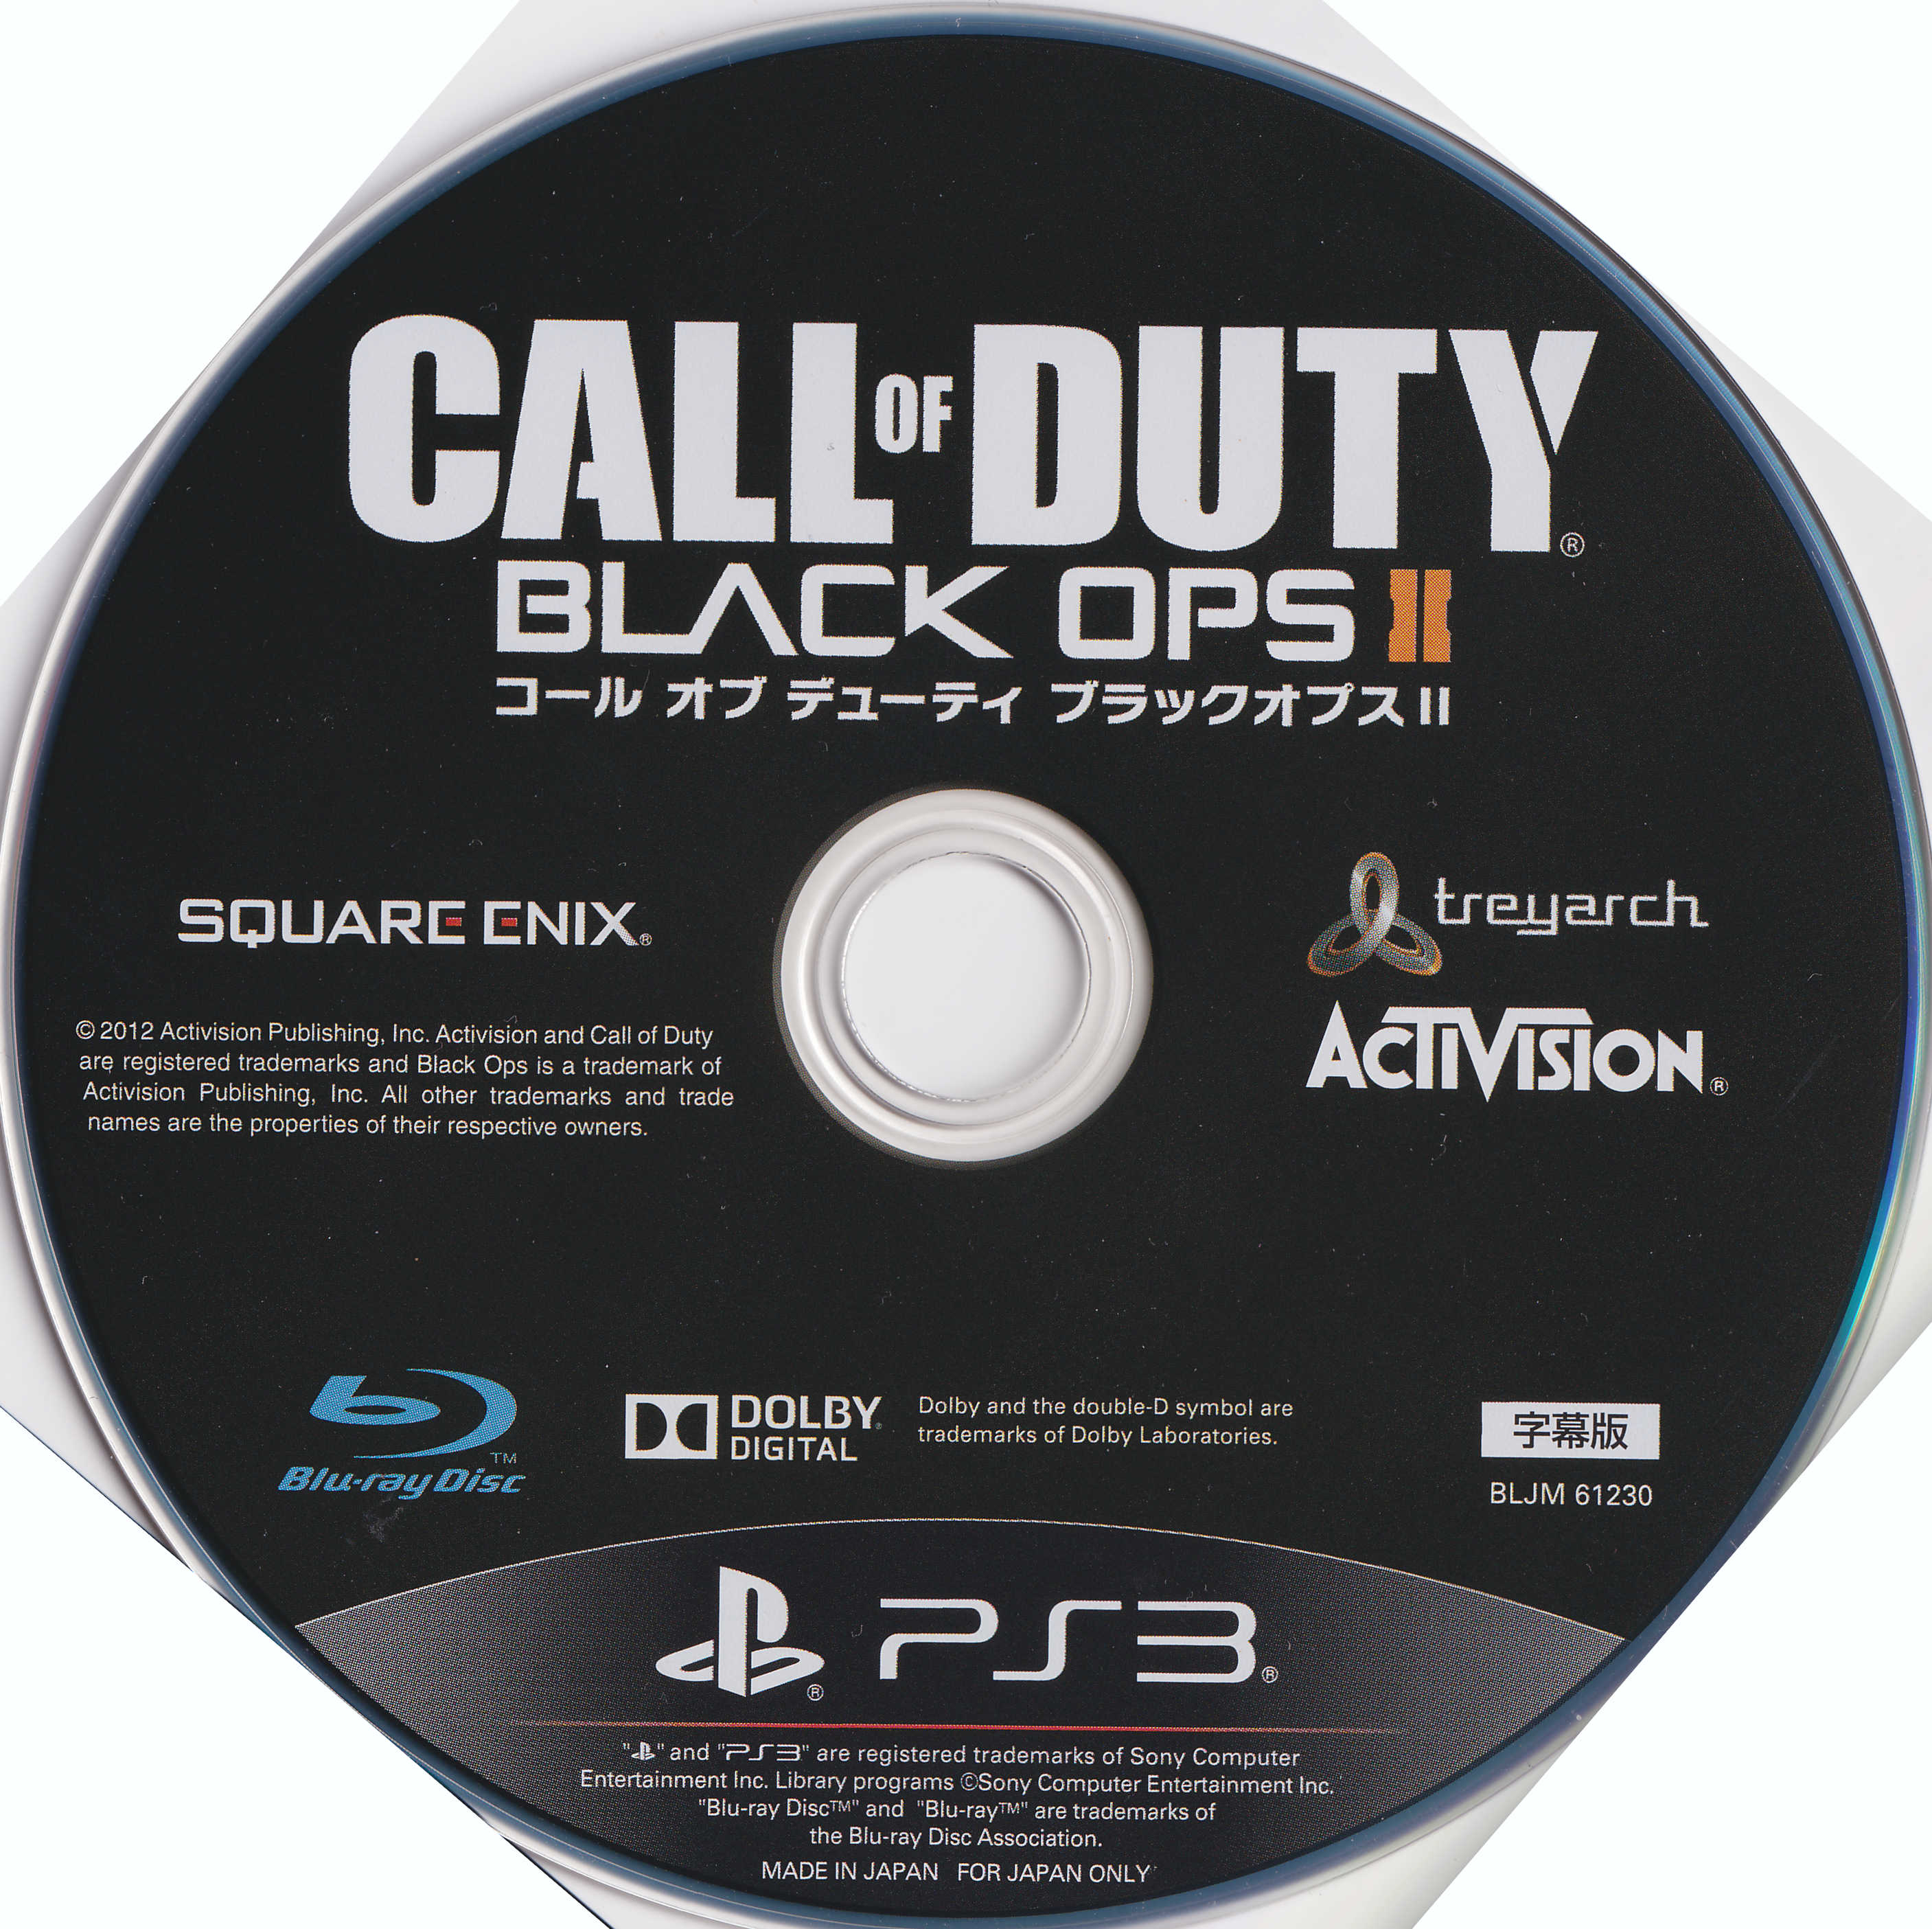 CALL OF DUTY®
BLACK OPS II
コール オブ デューティ ブラックオプス II
SQUARE ENIX®
treyarch
ACTIVISION®
© 2012 Activision Publishing, Inc. Activision and Call of Duty
are registered trademarks and Black Ops is a trademark of
Activision Publishing, Inc. All other trademarks and trade
names are the properties of their respective owners.
TM
Blu-ray Disc
DOLBY®
DIGITAL
Dolby and the double-D symbol are
trademarks of Dolby Laboratories.
字幕版
BLJM 61230
PS3®
" " and "PS3" are registered trademarks of Sony Computer
Entertainment Inc. Library programs ©Sony Computer Entertainment Inc.
"Blu-ray Disc™" and "Blu-ray™" are trademarks of
the Blu-ray Disc Association.
MADE IN JAPAN FOR JAPAN ONLY